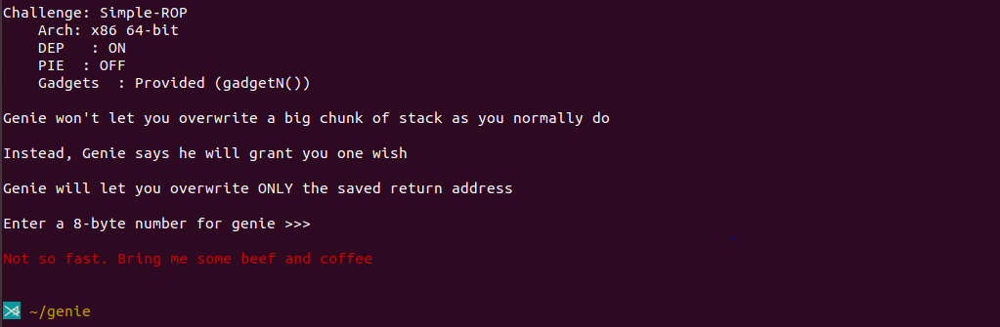 Challenge: Simple-ROP
Arch: x86 64-bit
DEP : ON
PIE : OFF
Gadgets : Provided (gadgetN())
Genie won't let you overwrite a big chunk of stack as you normally do
Instead, Genie says he will grant you one wish
Genie will let you overwrite ONLY the saved return address
Enter a 8-byte number for genie >>>
Not so fast. Bring me some beef and coffee
~/genie